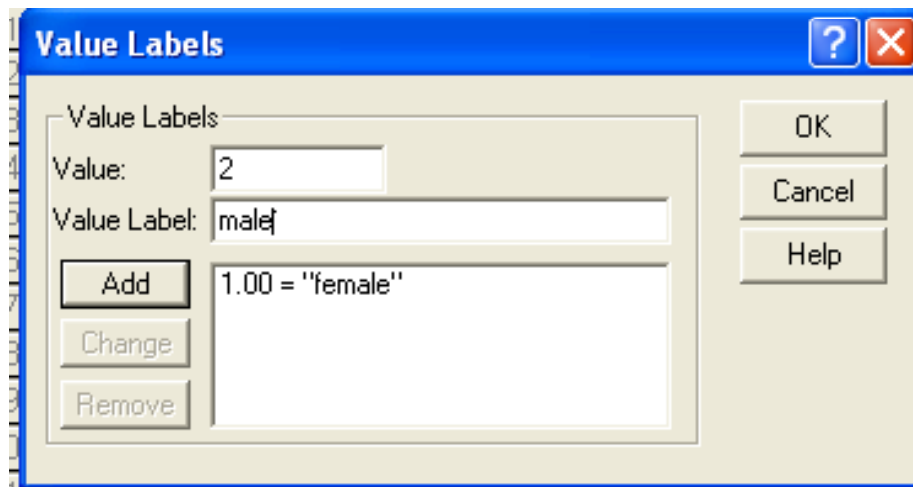 Value Labels
Value Labels
Value: 2
Value Label: male
Add
Change
Remove
1.00 = "female"
OK
Cancel
Help